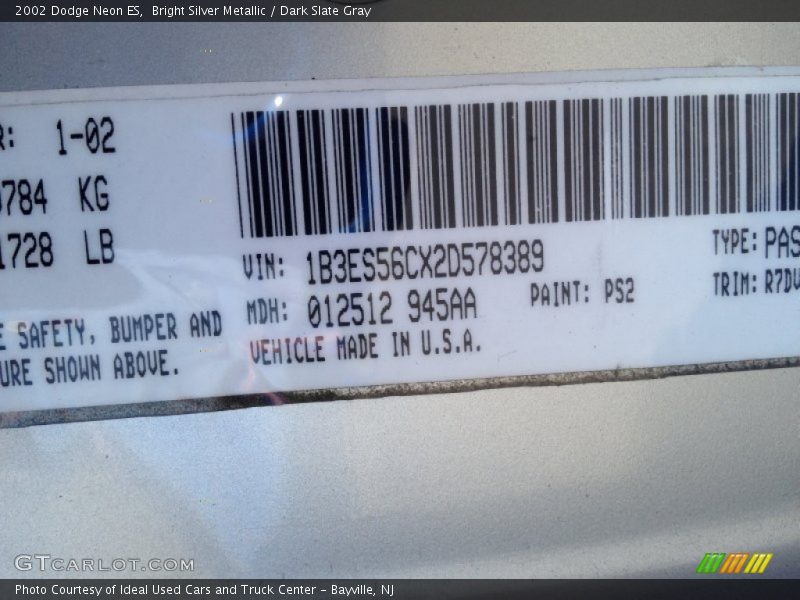 2002 Dodge Neon ES, Bright Silver Metallic / Dark Slate Gray
R: 1-02
784 KG
1728 LB
VIN: 1B3ES56CX2D578389
TYPE: PAS
MDH: 012512 945AA
PAINT: PS2
TRIM: R7DV
E SAFETY, BUMPER AND
VEHICLE MADE IN U.S.A.
URE SHOWN ABOVE.
GTCARLOT.COM
Photo Courtesy of Ideal Used Cars and Truck Center - Bayville, NJ